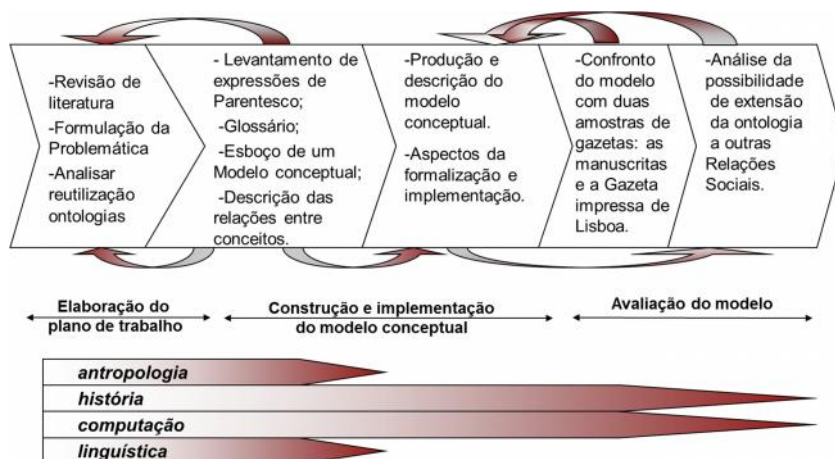 -Revisão de
literatura
-Formulação da
Problemática
-Analisar
reutilização
ontologias
- Levantamento de
expressões de
Parentesco;
-Glossário;
-Esboço de um
Modelo conceptual;
-Descrição das
relações entre
conceitos.
-Produção e
descrição do
modelo
conceptual.
-Aspectos da
formalização e
implementação.
-Confronto
do modelo
com duas
amostras de
gazetas: as
manuscritas
e a Gazeta
impressa de
Lisboa.
-Análise da
possibilidade
de extensão
da ontologia
a outras
Relações
Sociais.
Elaboração do
plano de trabalho
Construção e implementação
do modelo conceptual
Avaliação do modelo
antropologia
história
computação
linguística